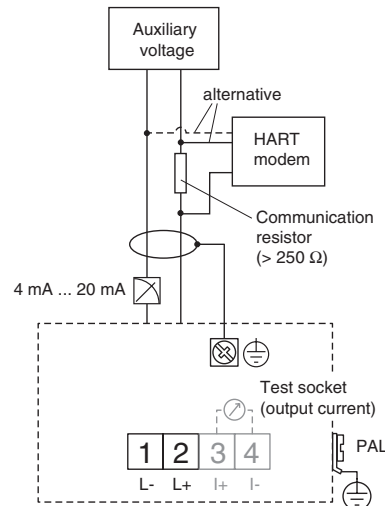 Auxiliary
voltage
alternative
HART
modem
Communication
resistor
(> 250 Ω)
4 mA ... 20 mA
Test socket
(output current)
1 2 3 4
L- L+ I+ I-
PAL